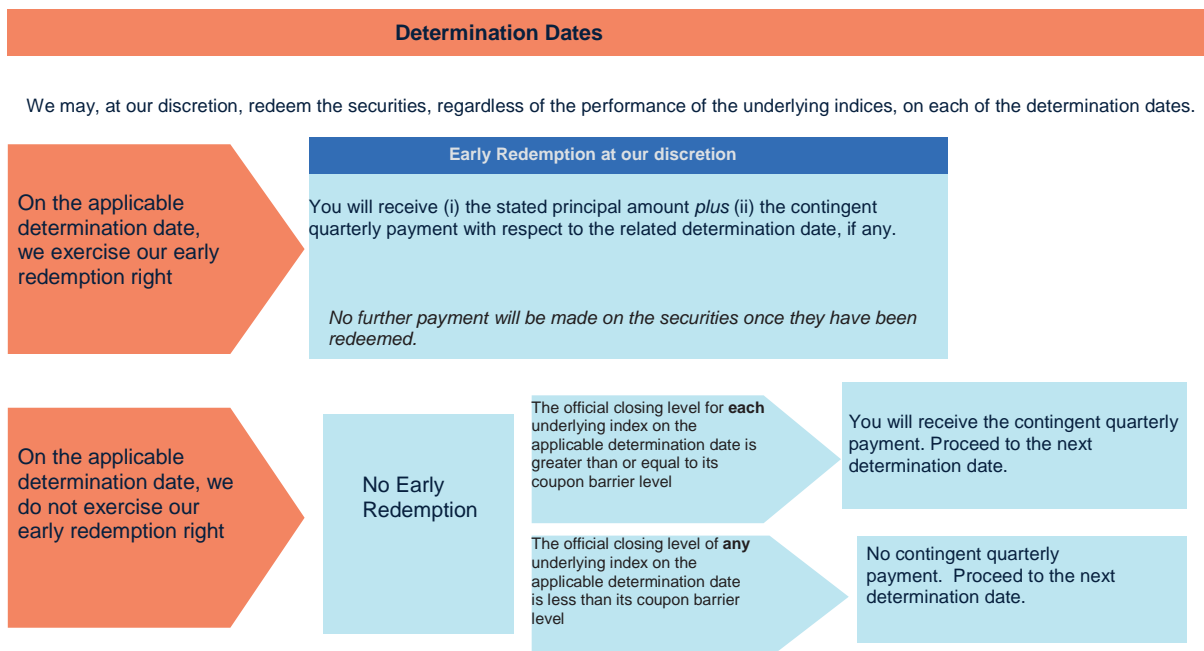 Determination Dates
We may, at our discretion, redeem the securities, regardless of the performance of the underlying indices, on each of the determination dates.
On the applicable
determination date,
we exercise our early
redemption right
Early Redemption at our discretion
You will receive (i) the stated principal amount plus (ii) the contingent
quarterly payment with respect to the related determination date, if any.
No further payment will be made on the securities once they have been
redeemed.
On the applicable
determination date, we
do not exercise our
early redemption right
No Early
Redemption
The official closing level for each
underlying index on the
applicable determination date is
greater than or equal to its
coupon barrier level
You will receive the contingent quarterly
payment. Proceed to the next
determination date.
The official closing level of any
underlying index on the
applicable determination date
is less than its coupon barrier
level
No contingent quarterly
payment.  Proceed to the next
determination date.